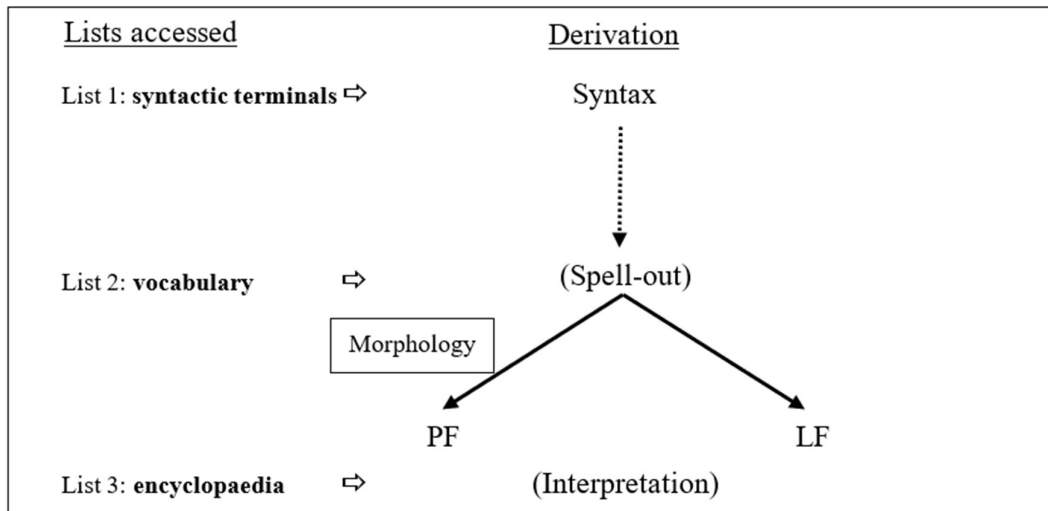 Lists accessed Derivation
List 1: syntactic terminals ⇨ Syntax
List 2: vocabulary ⇨ (Spell-out)
Morphology
PF LF
List 3: encyclopaedia ⇨ (Interpretation)